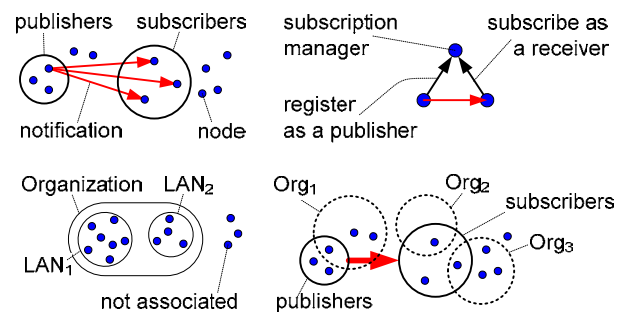 publishers
subscribers
notification
node
subscription
manager
subscribe as
a receiver
register
as a publisher
Organization
LAN2
LAN1
not associated
Org1
Org2
subscribers
Org3
publishers